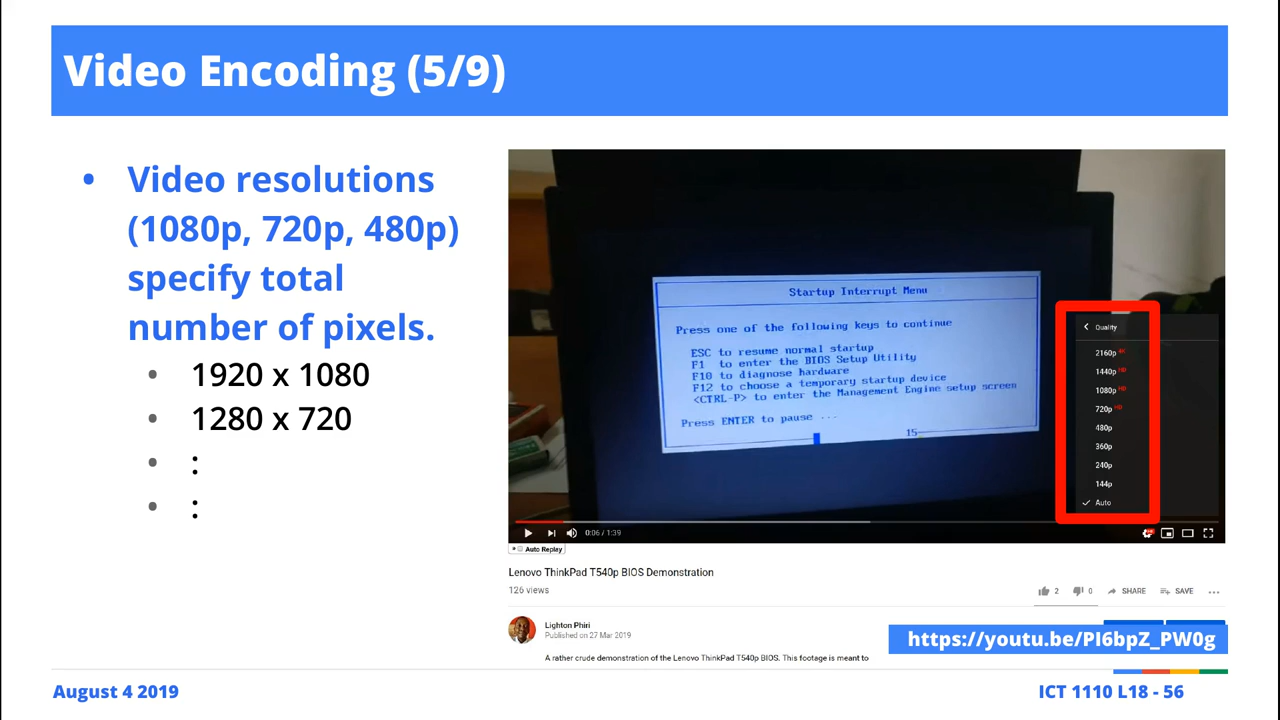 Video Encoding (5/9)
• Video resolutions
(1080p, 720p, 480p)
specify total
number of pixels.
• 1920 x 1080
• 1280 x 720
• :
• :
Startup Interrupt Menu
Press one of the following keys to continue
ESC to resume normal startup
F1 to enter the BIOS Setup Utility
F10 to diagnose hardware
F12 to choose a temporary startup device
<CTRL-P> to enter the Management Engine setup screen
Press ENTER to pause ...
15
Quality
2160p 4K
1440p HD
1080p HD
720p HD
480p
360p
240p
144p
Auto
0:06 / 1:39
Auto Replay
Lenovo ThinkPad T540p BIOS Demonstration
126 views
2 0 SHARE SAVE ...
Lighton Phiri
Published on 27 Mar 2019
https://youtu.be/PI6bpZ_PW0g
A rather crude demonstration of the Lenovo ThinkPad T540p BIOS. This footage is meant to
August 4 2019
ICT 1110 L18 - 56